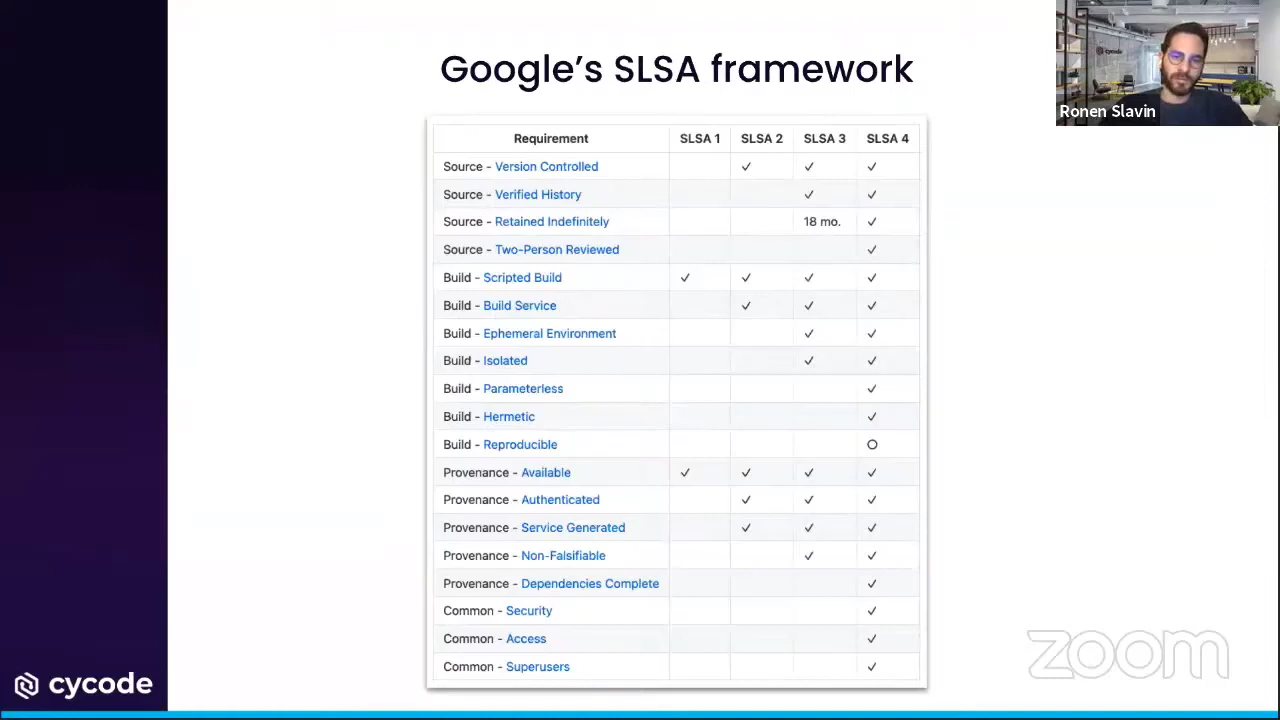 Google's SLSA framework
cycode
Ronen Slavin
Requirement SLSA 1 SLSA 2 SLSA 3 SLSA 4
Source - Version Controlled ✓ ✓ ✓
Source - Verified History ✓ ✓
Source - Retained Indefinitely 18 mo. ✓
Source - Two-Person Reviewed ✓
Build - Scripted Build ✓ ✓ ✓ ✓
Build - Build Service ✓ ✓ ✓
Build - Ephemeral Environment ✓ ✓
Build - Isolated ✓ ✓
Build - Parameterless ✓
Build - Hermetic ✓
Build - Reproducible ○
Provenance - Available ✓ ✓ ✓ ✓
Provenance - Authenticated ✓ ✓ ✓
Provenance - Service Generated ✓ ✓ ✓
Provenance - Non-Falsifiable ✓ ✓
Provenance - Dependencies Complete ✓
Common - Security ✓
Common - Access ✓
Common - Superusers ✓
zoom
cycode